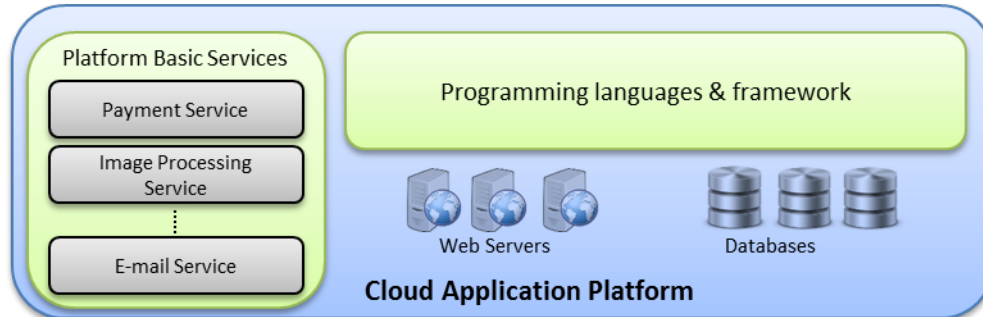 Platform Basic Services
Payment Service
Image Processing
Service
E-mail Service
Programming languages & framework
Web Servers
Databases
Cloud Application Platform